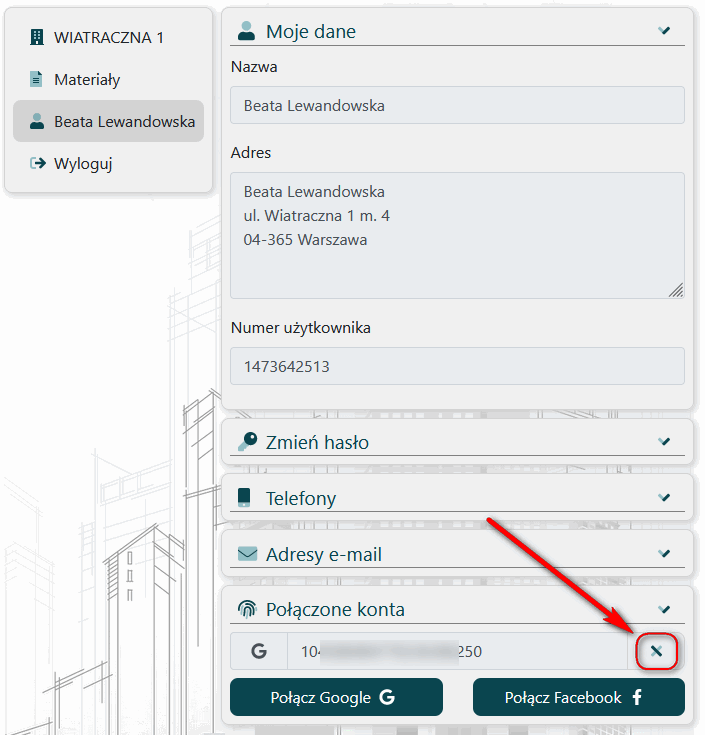 WIATRACZNA 1
Materiały
Beata Lewandowska
Wyloguj
Moje dane
Nazwa
Beata Lewandowska
Adres
Beata Lewandowska
ul. Wiatraczna 1 m. 4
04-365 Warszawa
Numer użytkownika
1473642513
Zmień hasło
Telefony
Adresy e-mail
Połączone konta
G 10 250
Połącz Google G
Połącz Facebook f